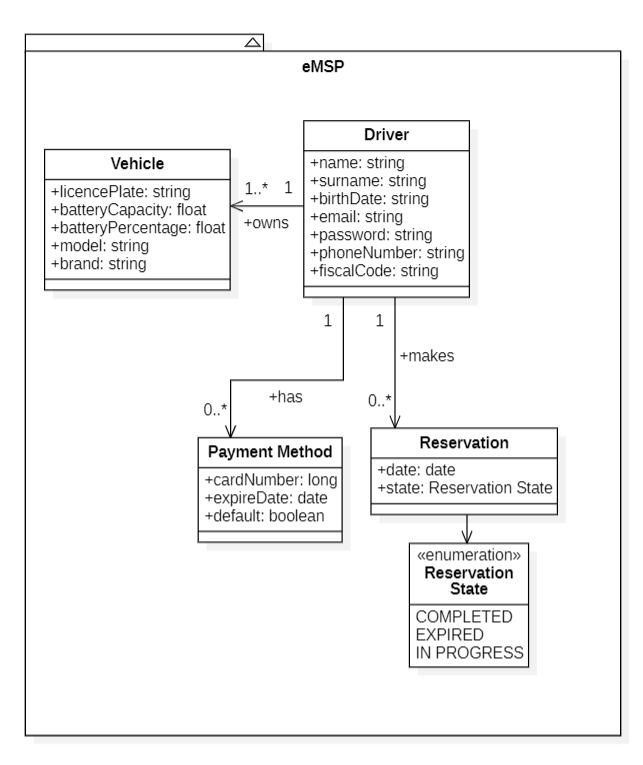 eMSP
Driver
+name: string
+surname: string
+birthDate: string
+email: string
+password: string
+phoneNumber: string
+fiscalCode: string
Vehicle
+licencePlate: string
+batteryCapacity: float
+batteryPercentage: float
+model: string
+brand: string
1..* 1
+owns
1
1
+makes
+has
0..*
0..*
Payment Method
+cardNumber: long
+expireDate: date
+default: boolean
Reservation
+date: date
+state: Reservation State
«enumeration»
Reservation
State
COMPLETED
EXPIRED
IN PROGRESS